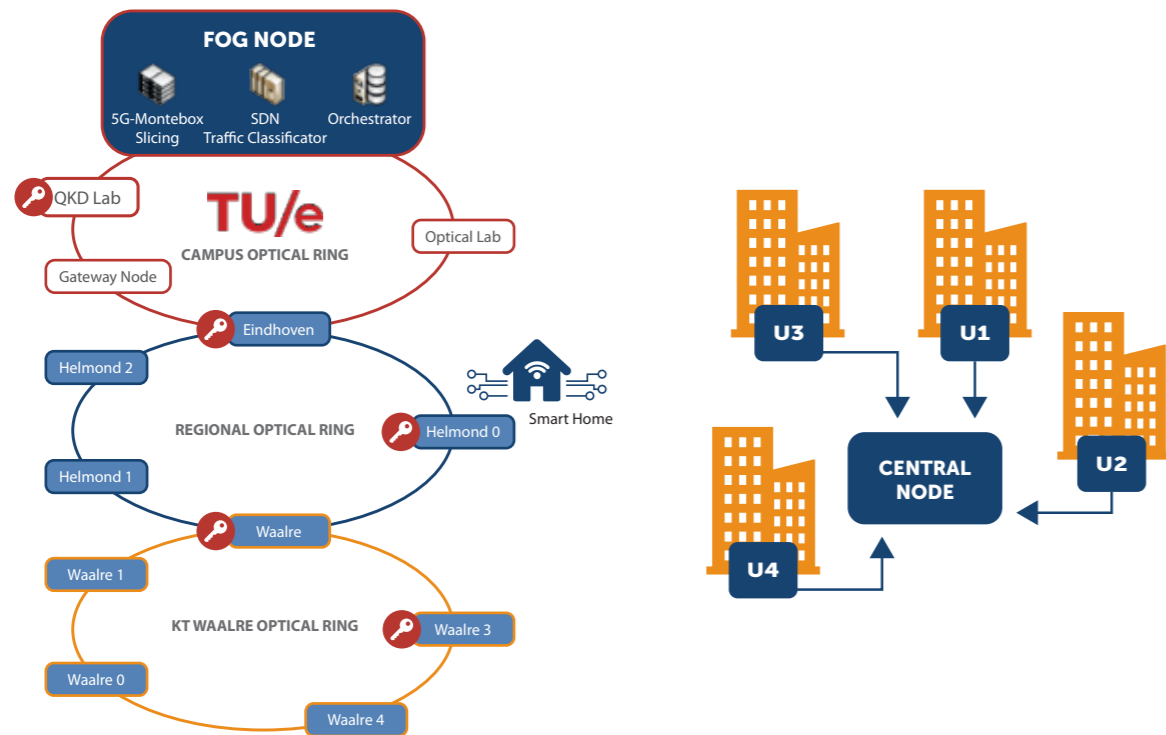 FOG NODE
5G-Montebox
Slicing
SDN
Traffic Classificator
Orchestrator
QKD Lab
TU/e
CAMPUS OPTICAL RING
Optical Lab
Gateway Node
Eindhoven
Helmond 2
Smart Home
REGIONAL OPTICAL RING
Helmond 0
Helmond 1
Waalre
Waalre 1
KT WAALRE OPTICAL RING
Waalre 3
Waalre 0
Waalre 4
U3
U1
U2
CENTRAL
NODE
U4